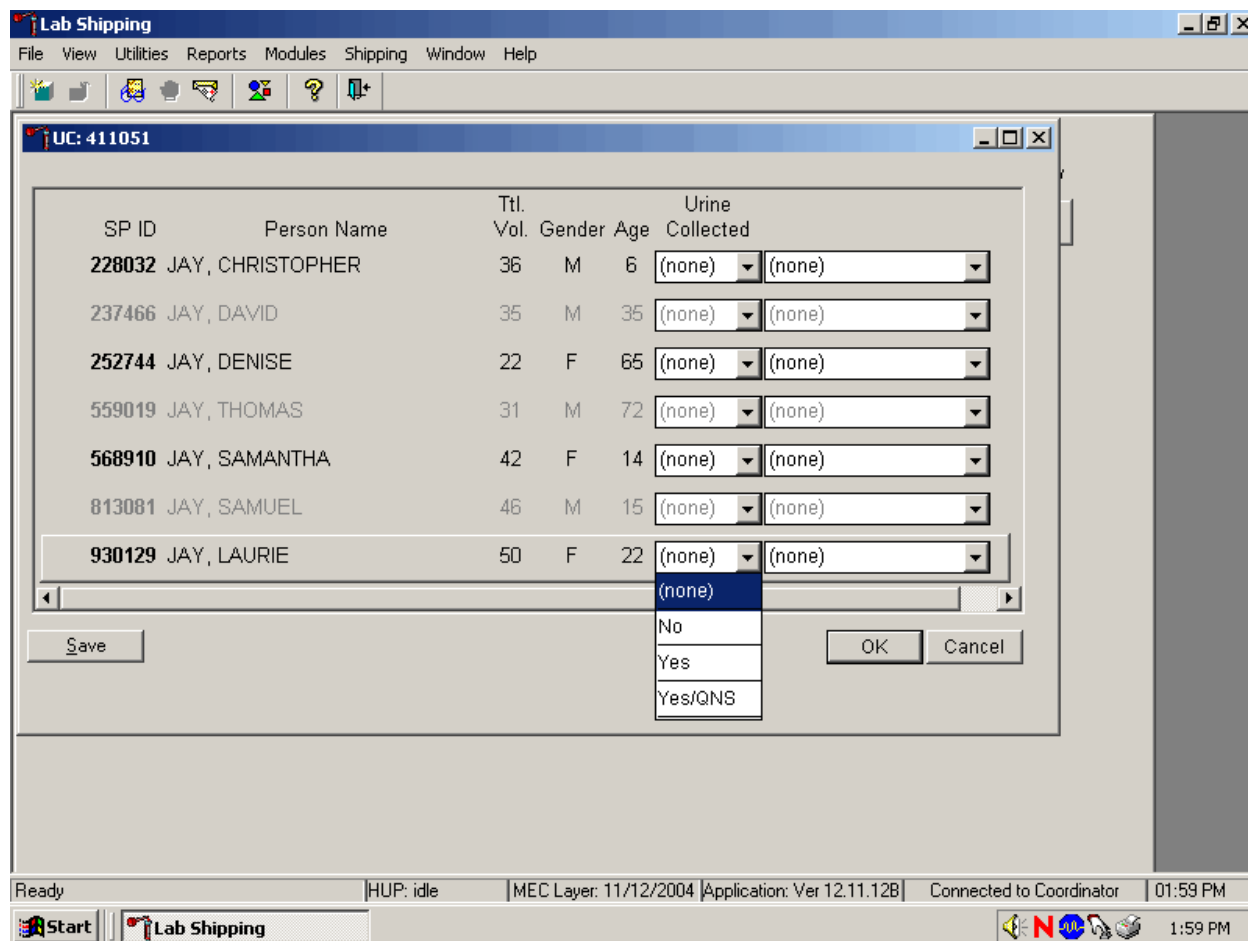 Lab Shipping
File View Utilities Reports Modules Shipping Window Help
UC: 411051
Ttl. Urine
SP ID Person Name Vol. Gender Age Collected
228032 JAY, CHRISTOPHER 36 M 6 (none) (none)
237466 JAY, DAVID 35 M 35 (none) (none)
252744 JAY, DENISE 22 F 65 (none) (none)
559019 JAY, THOMAS 31 M 72 (none) (none)
568910 JAY, SAMANTHA 42 F 14 (none) (none)
813081 JAY, SAMUEL 46 M 15 (none) (none)
930129 JAY, LAURIE 50 F 22 (none) (none)
(none)
No
Yes
Yes/QNS
Save OK Cancel
Ready HUP: idle MEC Layer: 11/12/2004 Application: Ver 12.11.12B Connected to Coordinator 01:59 PM
Start Lab Shipping N 1:59 PM